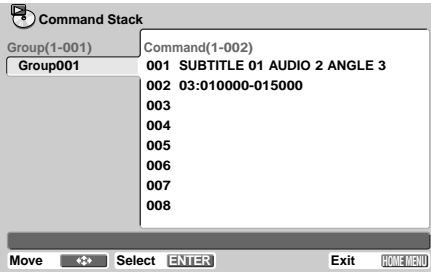 Command Stack
Group(1-001)
Group001
Command(1-002)
001 SUBTITLE 01 AUDIO 2 ANGLE 3
002 03:010000-015000
003
004
005
006
007
008
Move Select ENTER Exit HOME MENU